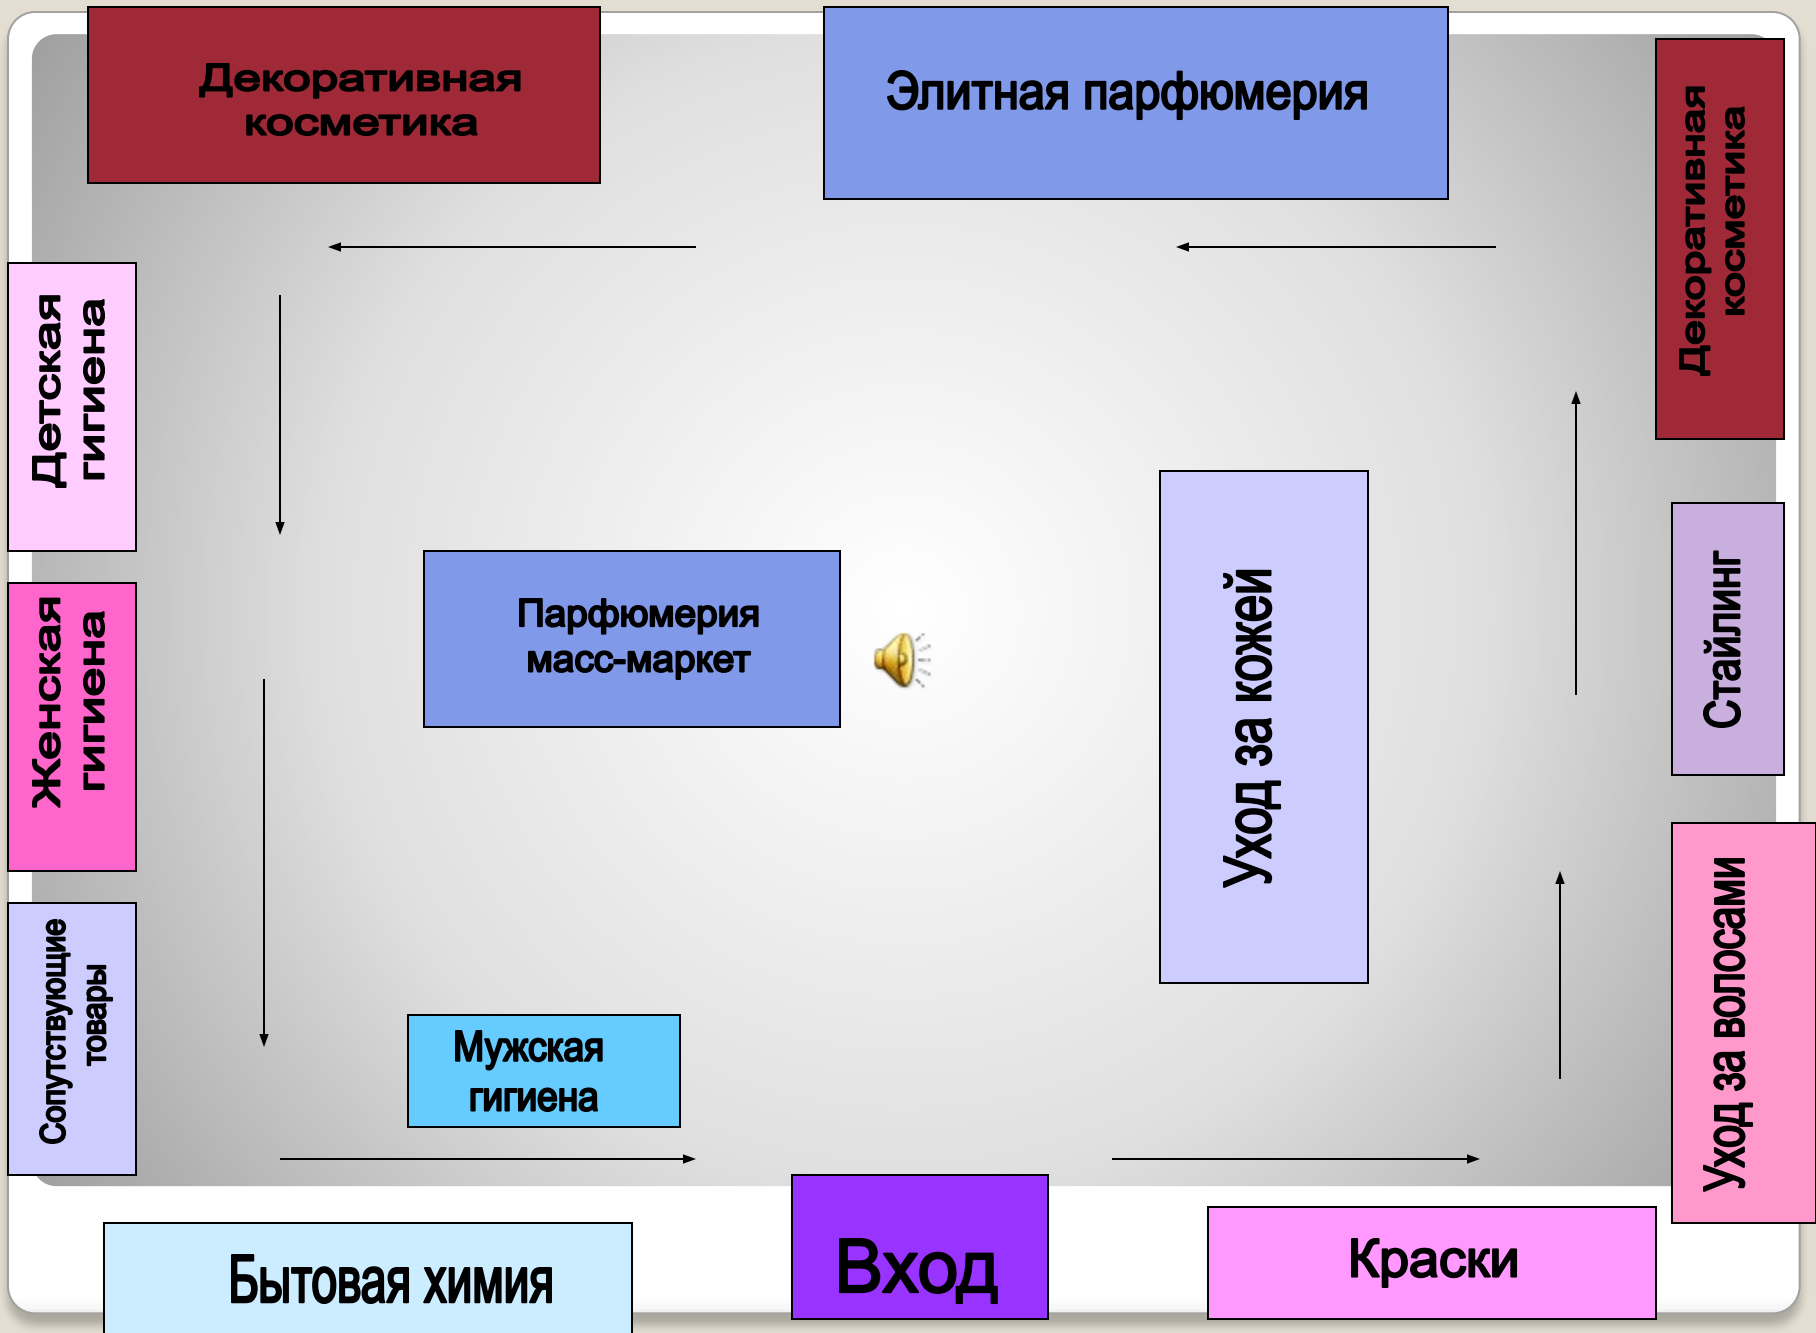 Декоративная
косметика
Элитная парфюмерия
Декоративная
косметика
Детская
гигиена
Парфюмерия
масс-маркет
Уход за кожей
Стайлинг
Женская
гигиена
Сопутствующие
товары
Мужская
гигиена
Уход за волосами
Бытовая химия
Вход
Краски